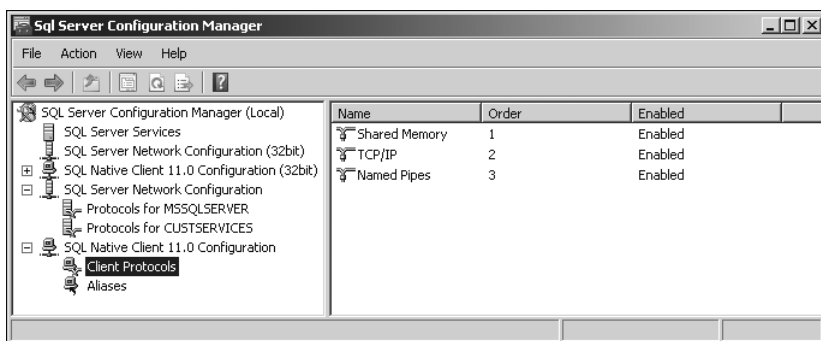 Sql Server Configuration Manager
File Action View Help
SQL Server Configuration Manager (Local)
SQL Server Services
SQL Server Network Configuration (32bit)
SQL Native Client 11.0 Configuration (32bit)
SQL Server Network Configuration
Protocols for MSSQLSERVER
Protocols for CUSTSERVICES
SQL Native Client 11.0 Configuration
Client Protocols
Aliases
Name Order Enabled
Shared Memory 1 Enabled
TCP/IP 2 Enabled
Named Pipes 3 Enabled